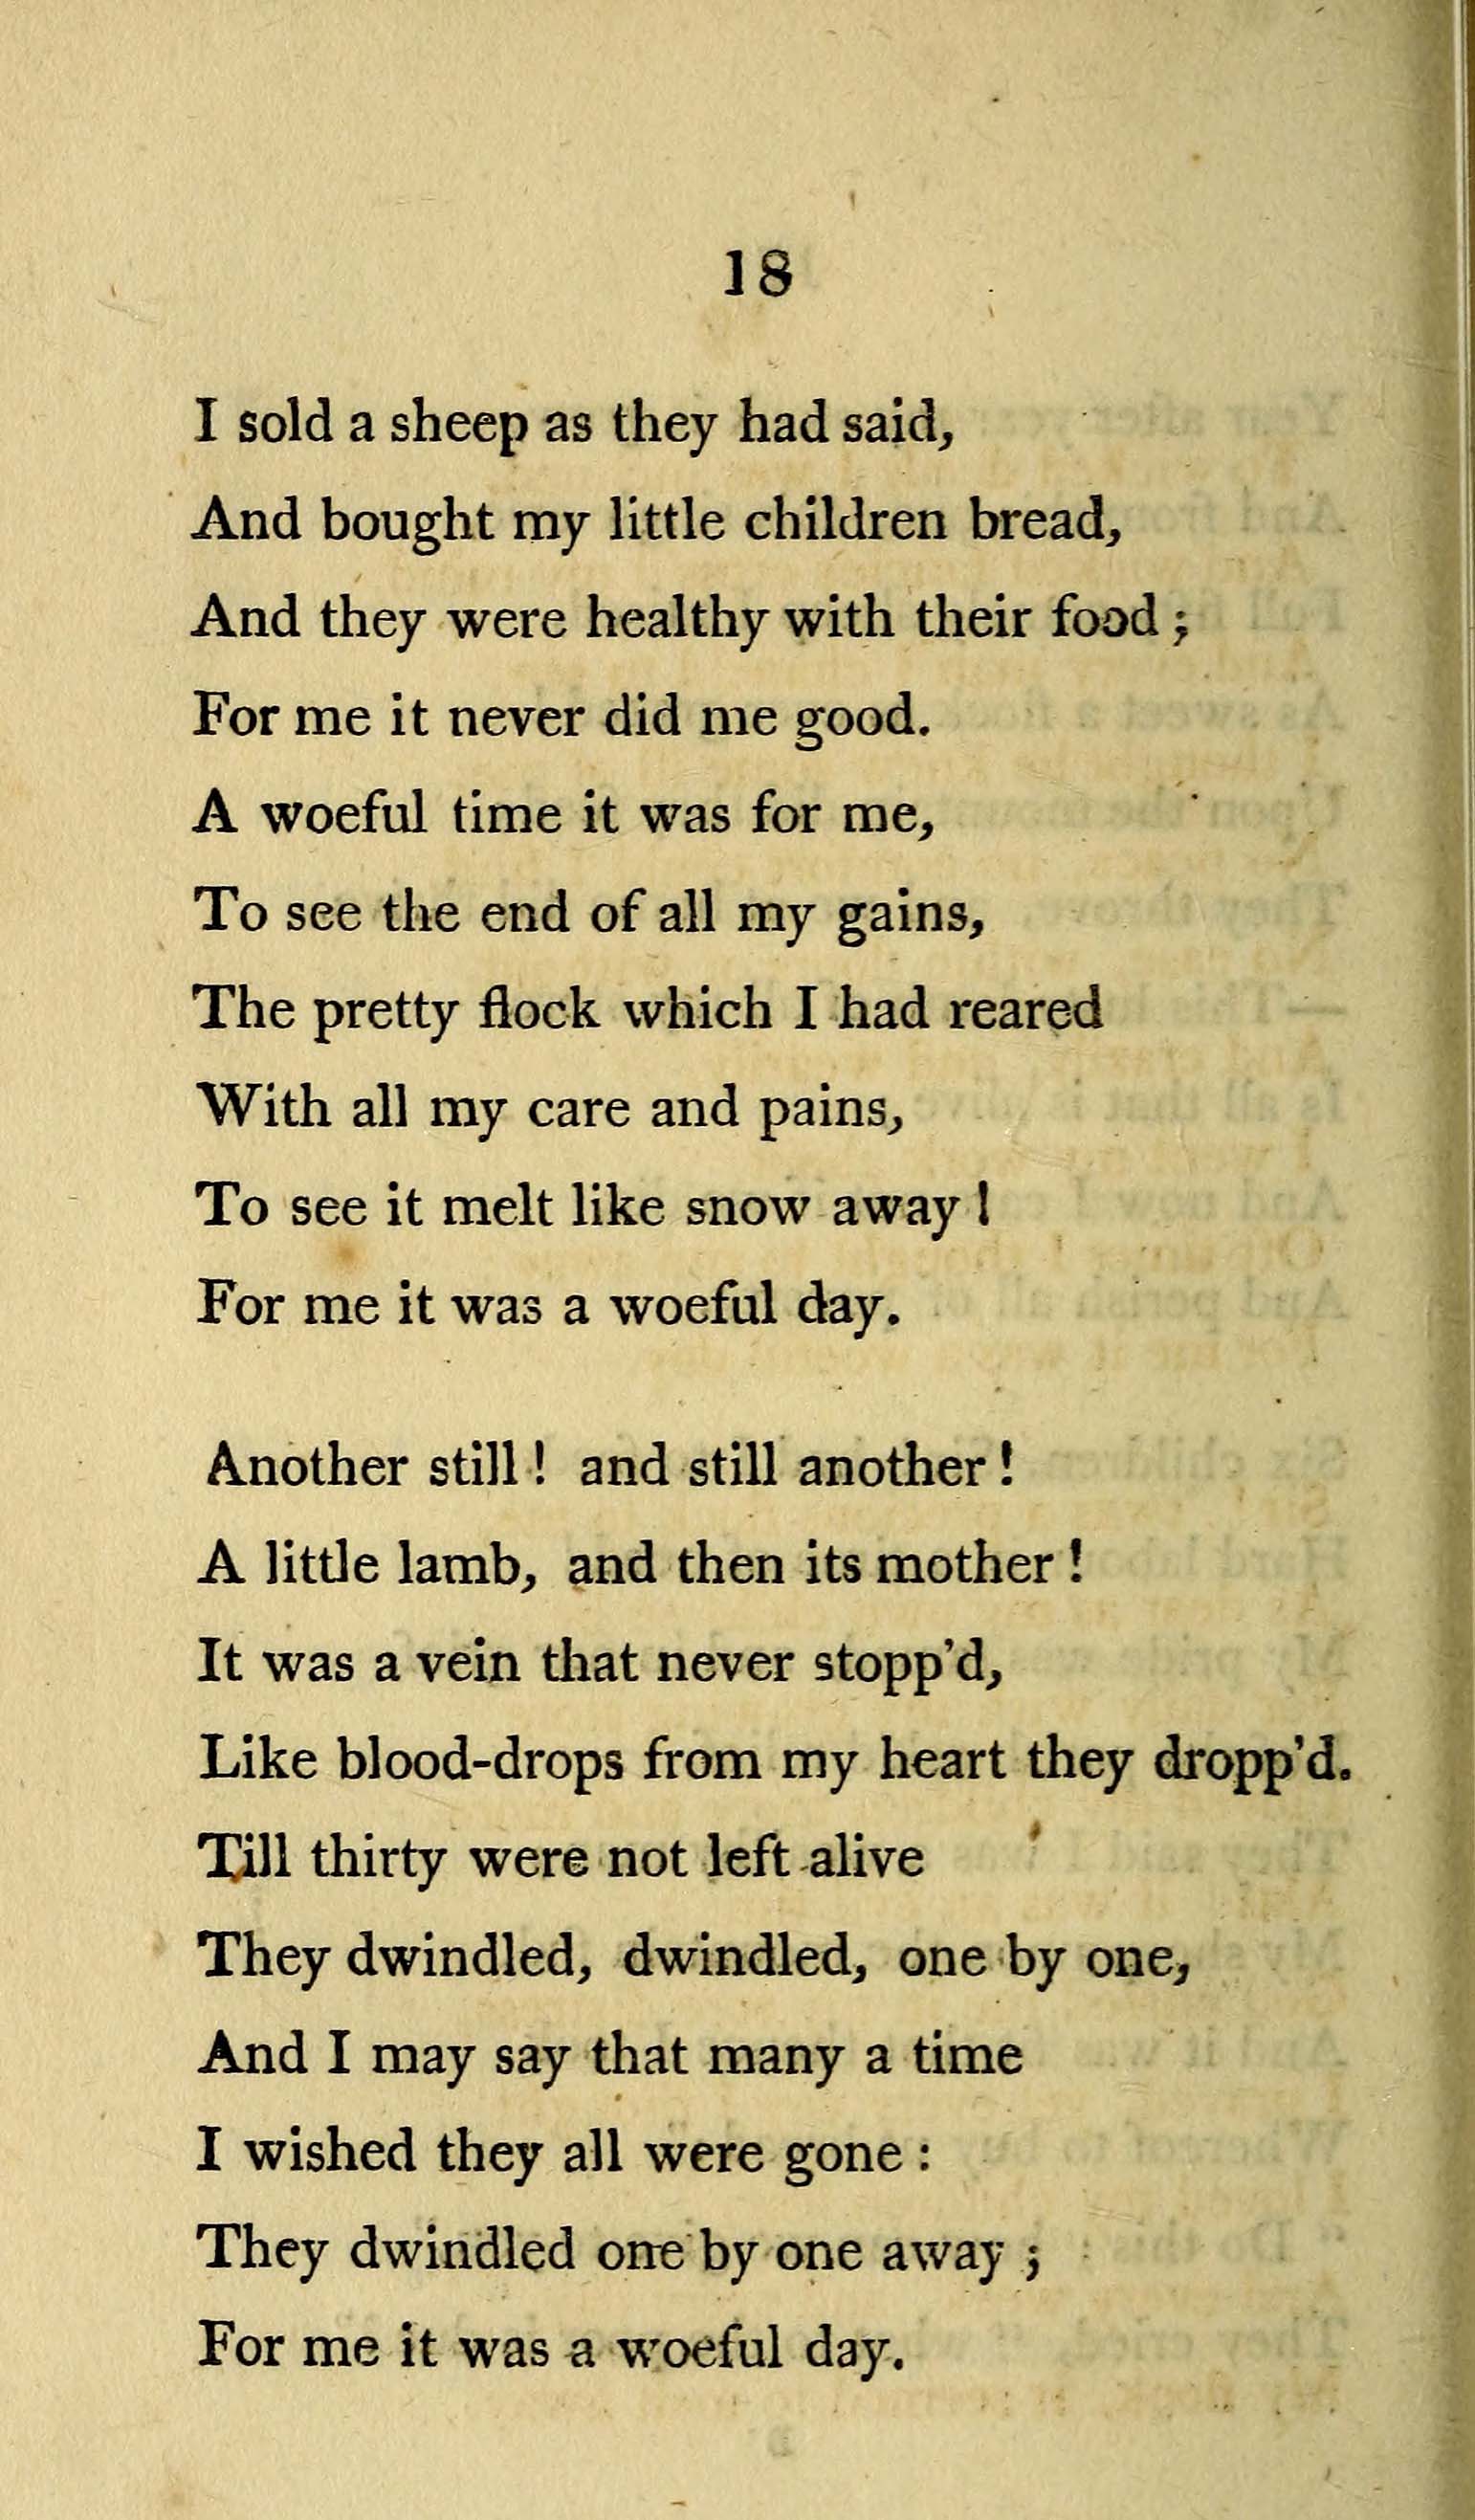 18
I sold a sheep as they had said,
And bought my little children bread,
And they were healthy with their food ;
For me it never did me good.
A woeful time it was for me,
To see the end of all my gains,
The pretty flock which I had reared
With all my care and pains,
To see it melt like snow away !
For me it was a woeful day.
Another still ! and still another !
A little lamb, and then its mother !
It was a vein that never stopp'd,
Like blood-drops from my heart they dropp'd.
Till thirty were not left alive
They dwindled, dwindled, one by one,
And I may say that many a time
I wished they all were gone :
They dwindled one by one away ;
For me it was a woeful day.